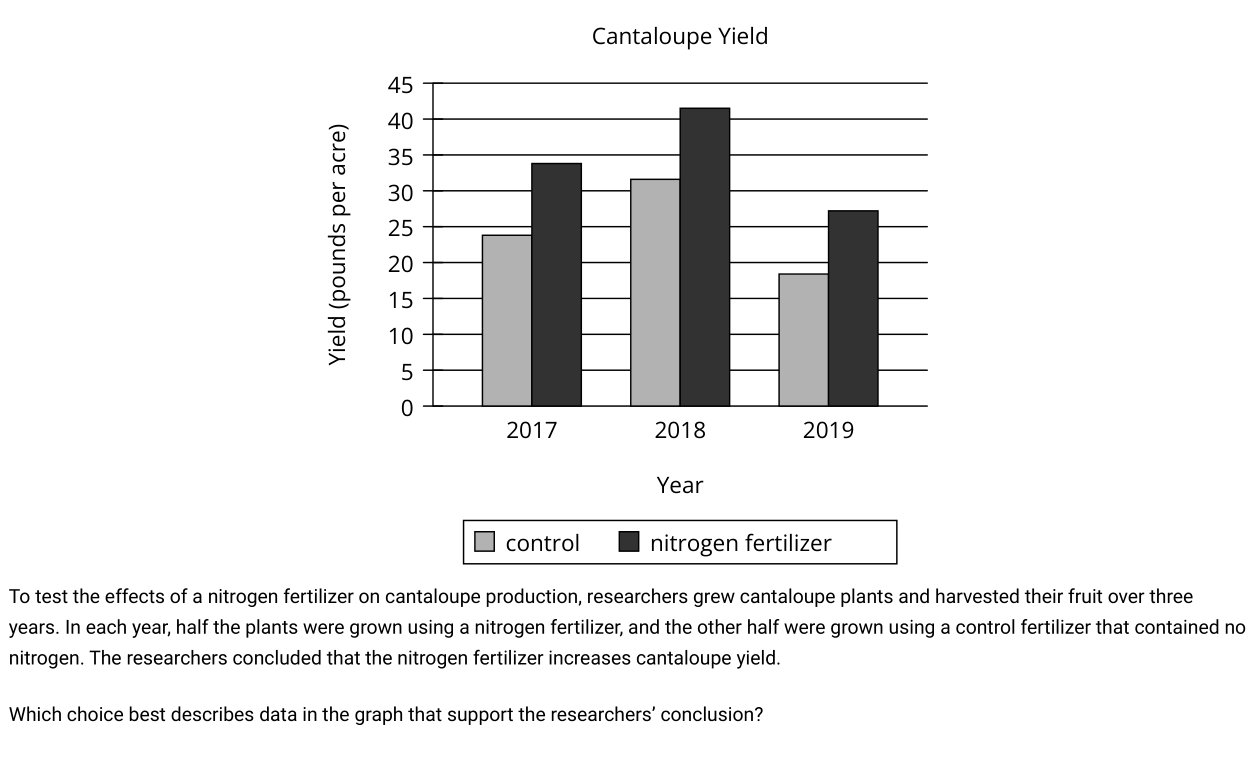 Cantaloupe Yield
Yield (pounds per acre)
45
40
35
30
25
20
15
10
5
0
2017 2018 2019
Year
control nitrogen fertilizer
To test the effects of a nitrogen fertilizer on cantaloupe production, researchers grew cantaloupe plants and harvested their fruit over three
years. In each year, half the plants were grown using a nitrogen fertilizer, and the other half were grown using a control fertilizer that contained no
nitrogen. The researchers concluded that the nitrogen fertilizer increases cantaloupe yield.
Which choice best describes data in the graph that support the researchers’ conclusion?